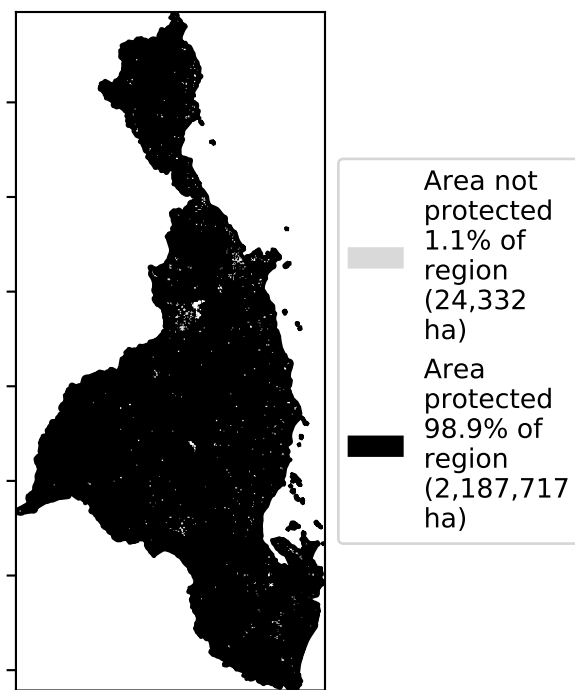 Area not
protected
1.1% of
region
(24,332
ha)
Area
protected
98.9% of
region
(2,187,717
ha)